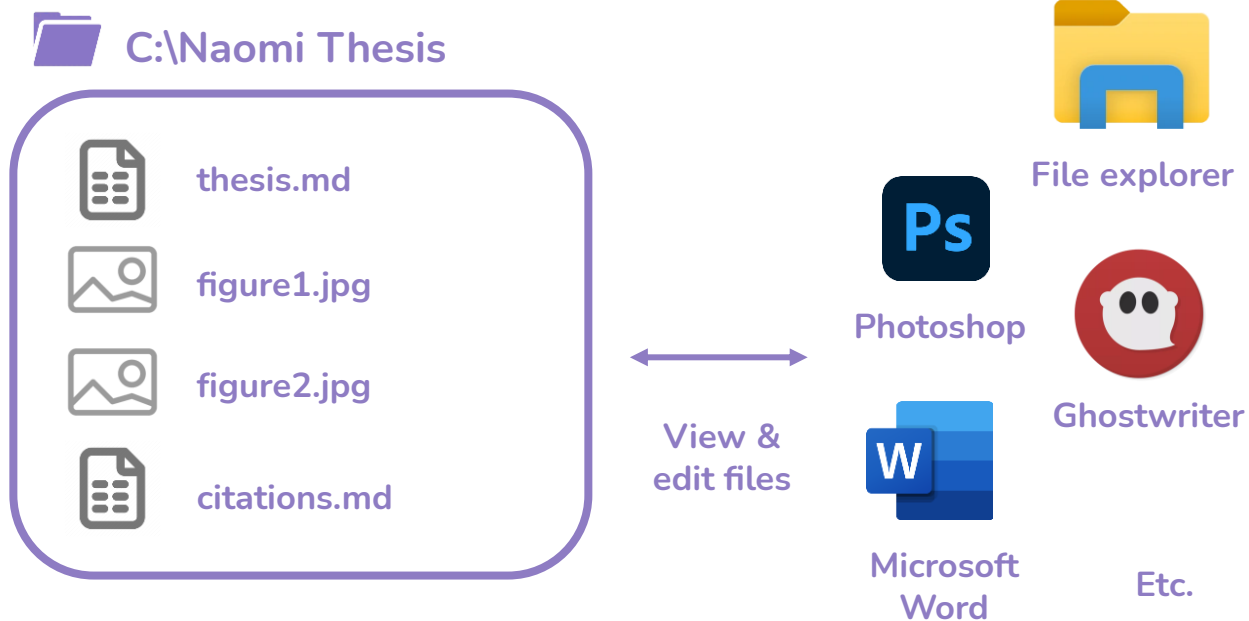 C:\Naomi Thesis
thesis.md
figure1.jpg
figure2.jpg
citations.md
View &
edit files
File explorer
Ps
Photoshop
Ghostwriter
W
Microsoft
Word
Etc.